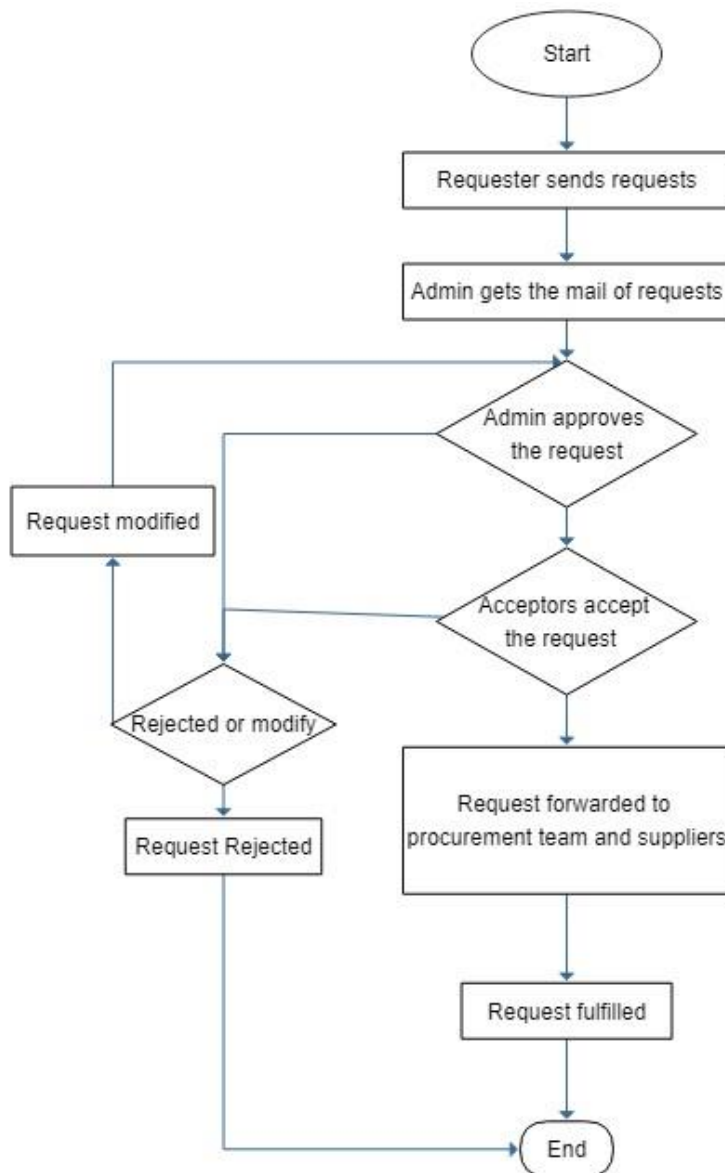 Start
Requester sends requests
Admin gets the mail of requests
Admin approves
the request
Request modified
Acceptors accept
the request
Rejected or modify
Request forwarded to
procurement team and suppliers
Request Rejected
Request fulfilled
End